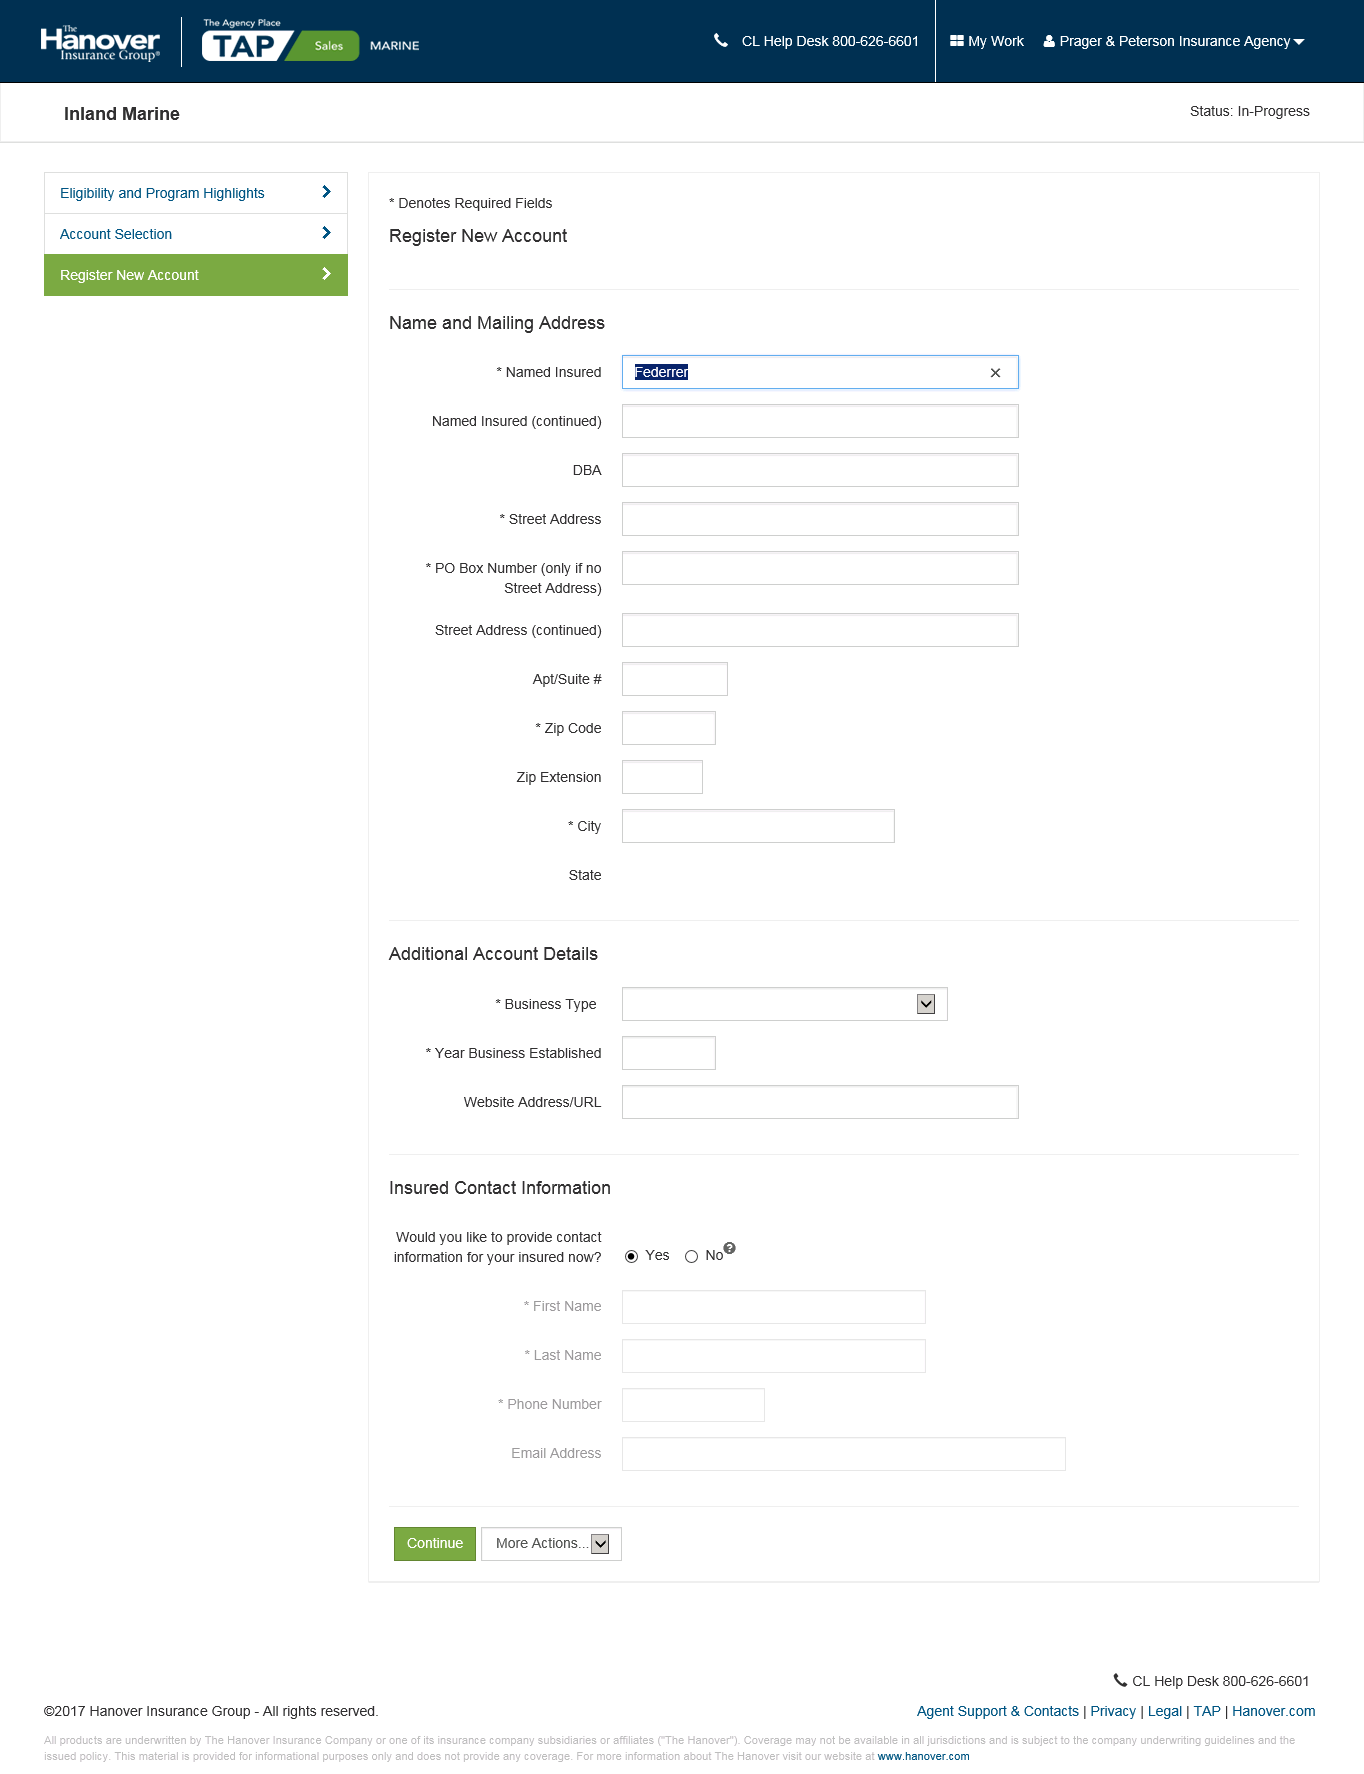 The
Hanover
Insurance Group®
The Agency Place
TAP Sales MARINE
CL Help Desk 800-626-6601
My Work
Prager & Peterson Insurance Agency
Inland Marine
Status: In-Progress
Eligibility and Program Highlights
Account Selection
Register New Account
* Denotes Required Fields
Register New Account
Name and Mailing Address
* Named Insured
Federrer
Named Insured (continued)
DBA
* Street Address
* PO Box Number (only if no
Street Address)
Street Address (continued)
Apt/Suite #
* Zip Code
Zip Extension
* City
State
Additional Account Details
* Business Type
* Year Business Established
Website Address/URL
Insured Contact Information
Would you like to provide contact
information for your insured now?
Yes No
* First Name
* Last Name
* Phone Number
Email Address
Continue More Actions...
CL Help Desk 800-626-6601
©2017 Hanover Insurance Group - All rights reserved.
Agent Support & Contacts | Privacy | Legal | TAP | Hanover.com
All products are underwritten by The Hanover Insurance Company or one of its insurance company subsidiaries or affiliates ("The Hanover"). Coverage may not be available in all jurisdictions and is subject to the company underwriting guidelines and the
issued policy. This material is provided for informational purposes only and does not provide any coverage. For more information about The Hanover visit our website at www.hanover.com